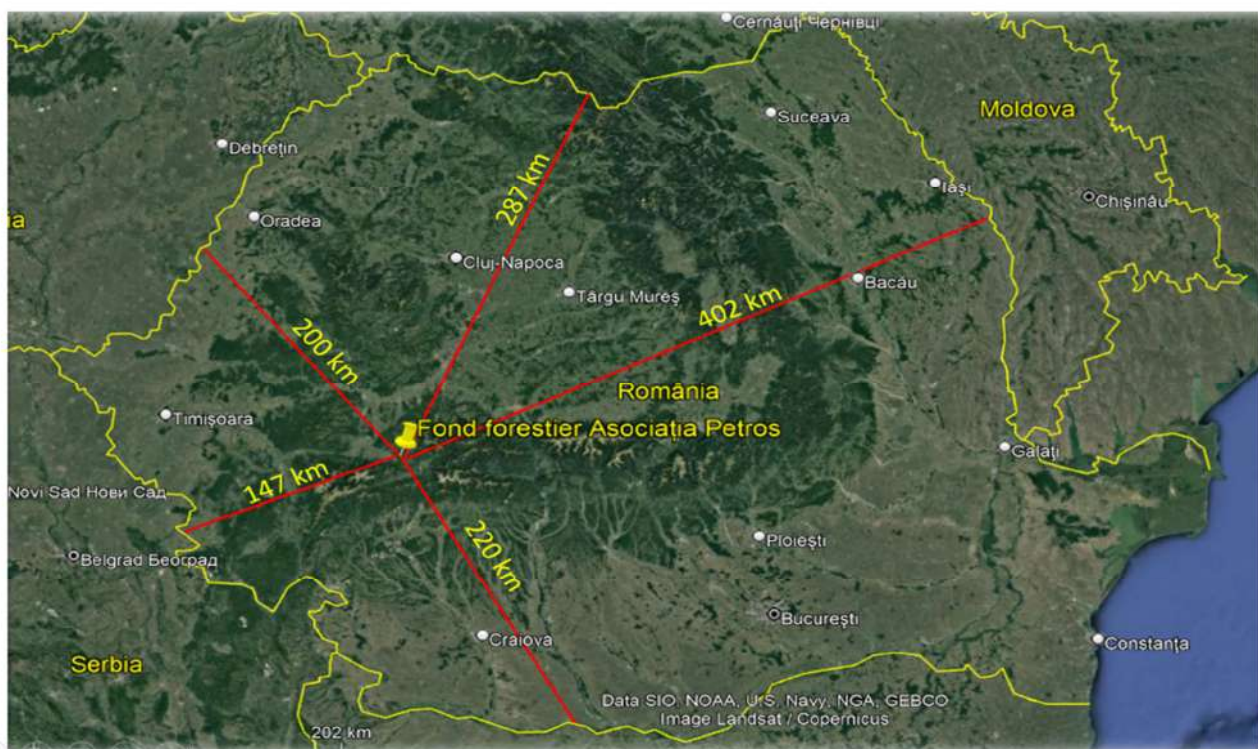 Cernăuți Чернівці
Suceava
Moldova
Debrețin
287 km
Iași
Chișinău
Oradea
Cluj-Napoca
Bacău
Târgu Mureș
402 km
200 km
România
Timișoara
Fond forestier Asociația Petros
Galați
147 km
Novi Sad Нови Сад
220 km
Ploiești
Belgrad Београд
București
Craiova
Constanța
Serbia
Data SIO, NOAA, U.S. Navy, NGA, GEBCO
Image Landsat / Copernicus
202 km